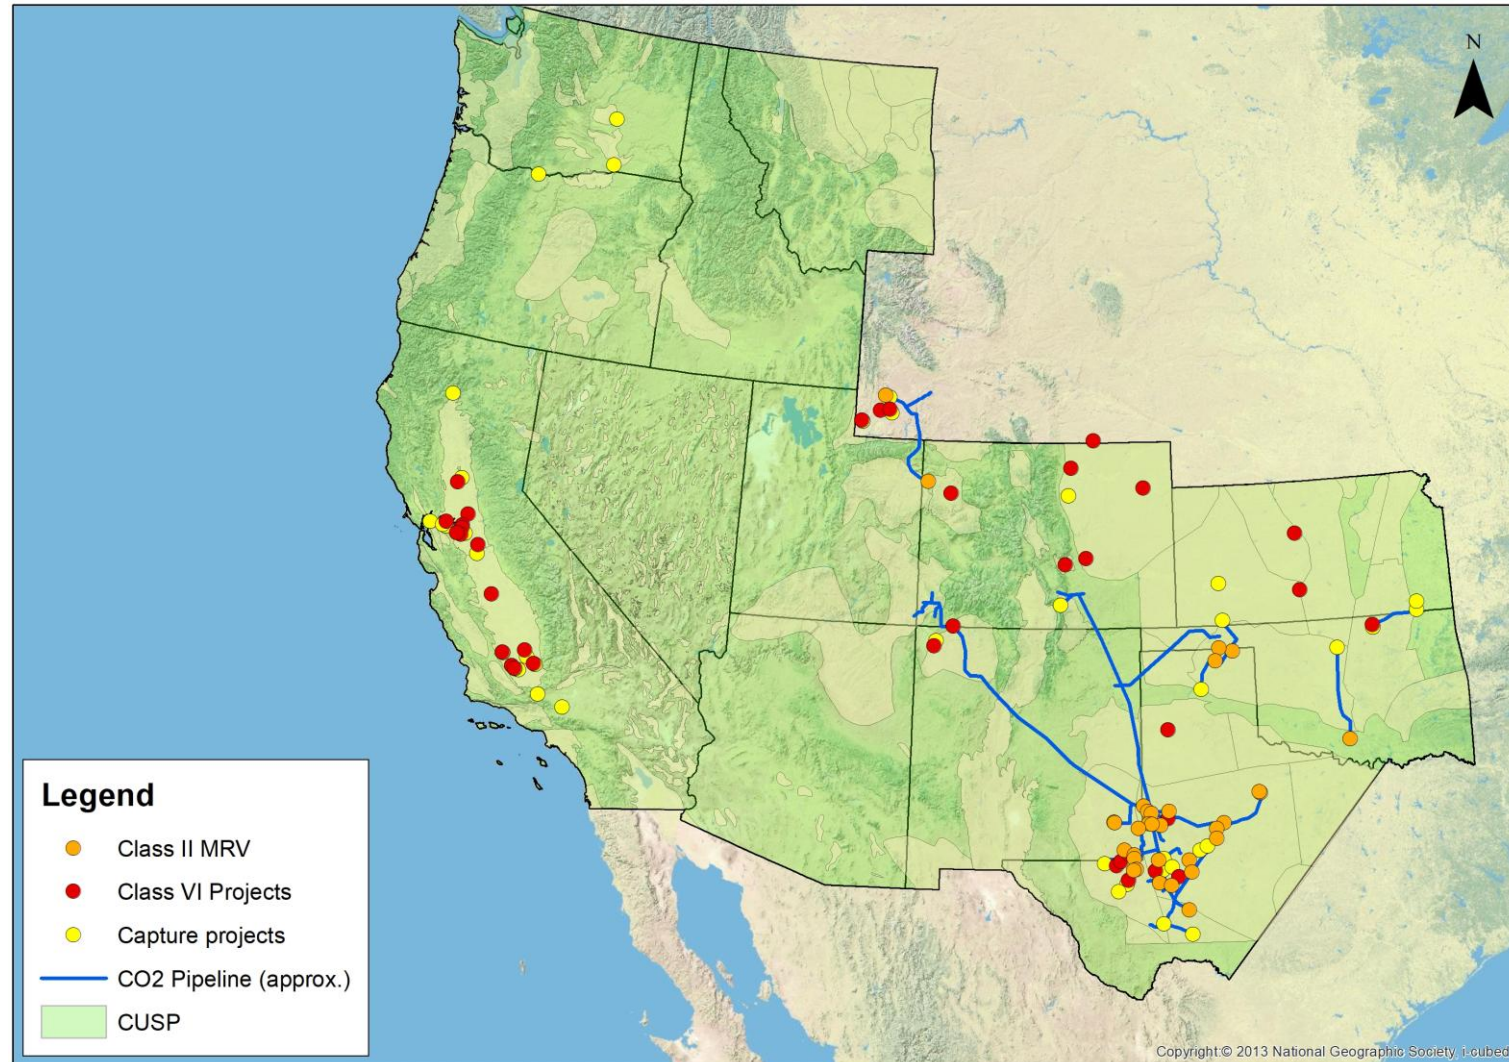 N
Legend
Class II MRV
Class VI Projects
Capture projects
CO2 Pipeline (approx.)
CUSP
Copyright:© 2013 National Geographic Society, i-cubed